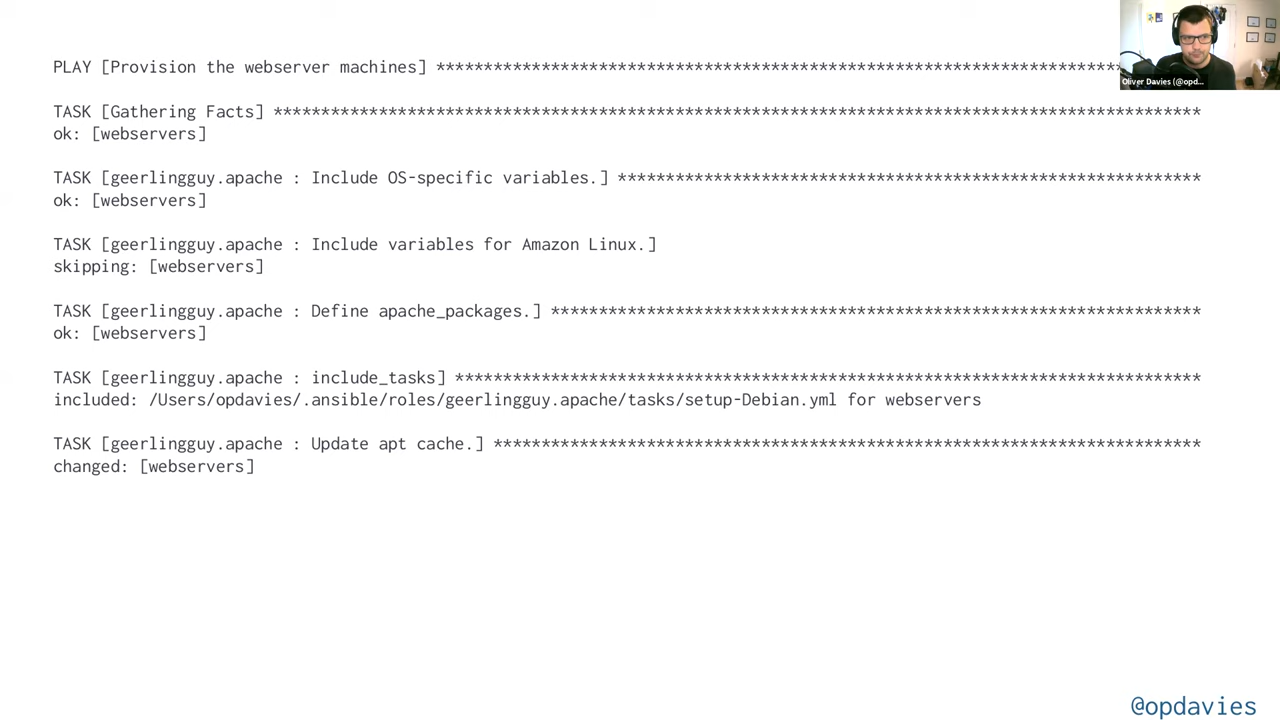 PLAY [Provision the webserver machines] ************************************************************************
Oliver Davies (@opd...
TASK [Gathering Facts] *************************************************************************************************
ok: [webservers]
TASK [geerlingguy.apache : Include OS-specific variables.] *************************************************************
ok: [webservers]
TASK [geerlingguy.apache : Include variables for Amazon Linux.]
skipping: [webservers]
TASK [geerlingguy.apache : Define apache_packages.] ********************************************************************
ok: [webservers]
TASK [geerlingguy.apache : include_tasks] ******************************************************************************
included: /Users/opdavies/.ansible/roles/geerlingguy.apache/tasks/setup-Debian.yml for webservers
TASK [geerlingguy.apache : Update apt cache.] **************************************************************************
changed: [webservers]
@opdavies